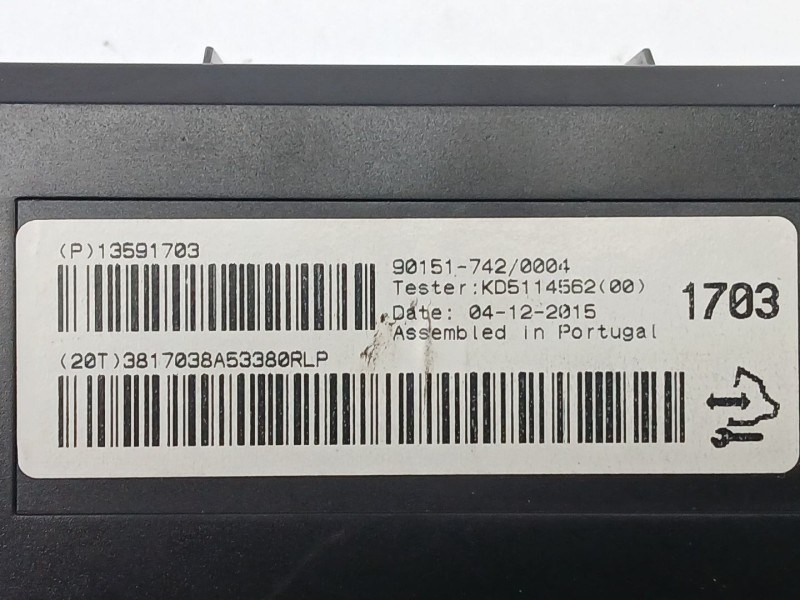 (P)13591703
90151-742/0004
Tester:KD5114562(00)
1703
Date: 04-12-2015
Assembled in Portugal
(20T)3817038A53380RLP